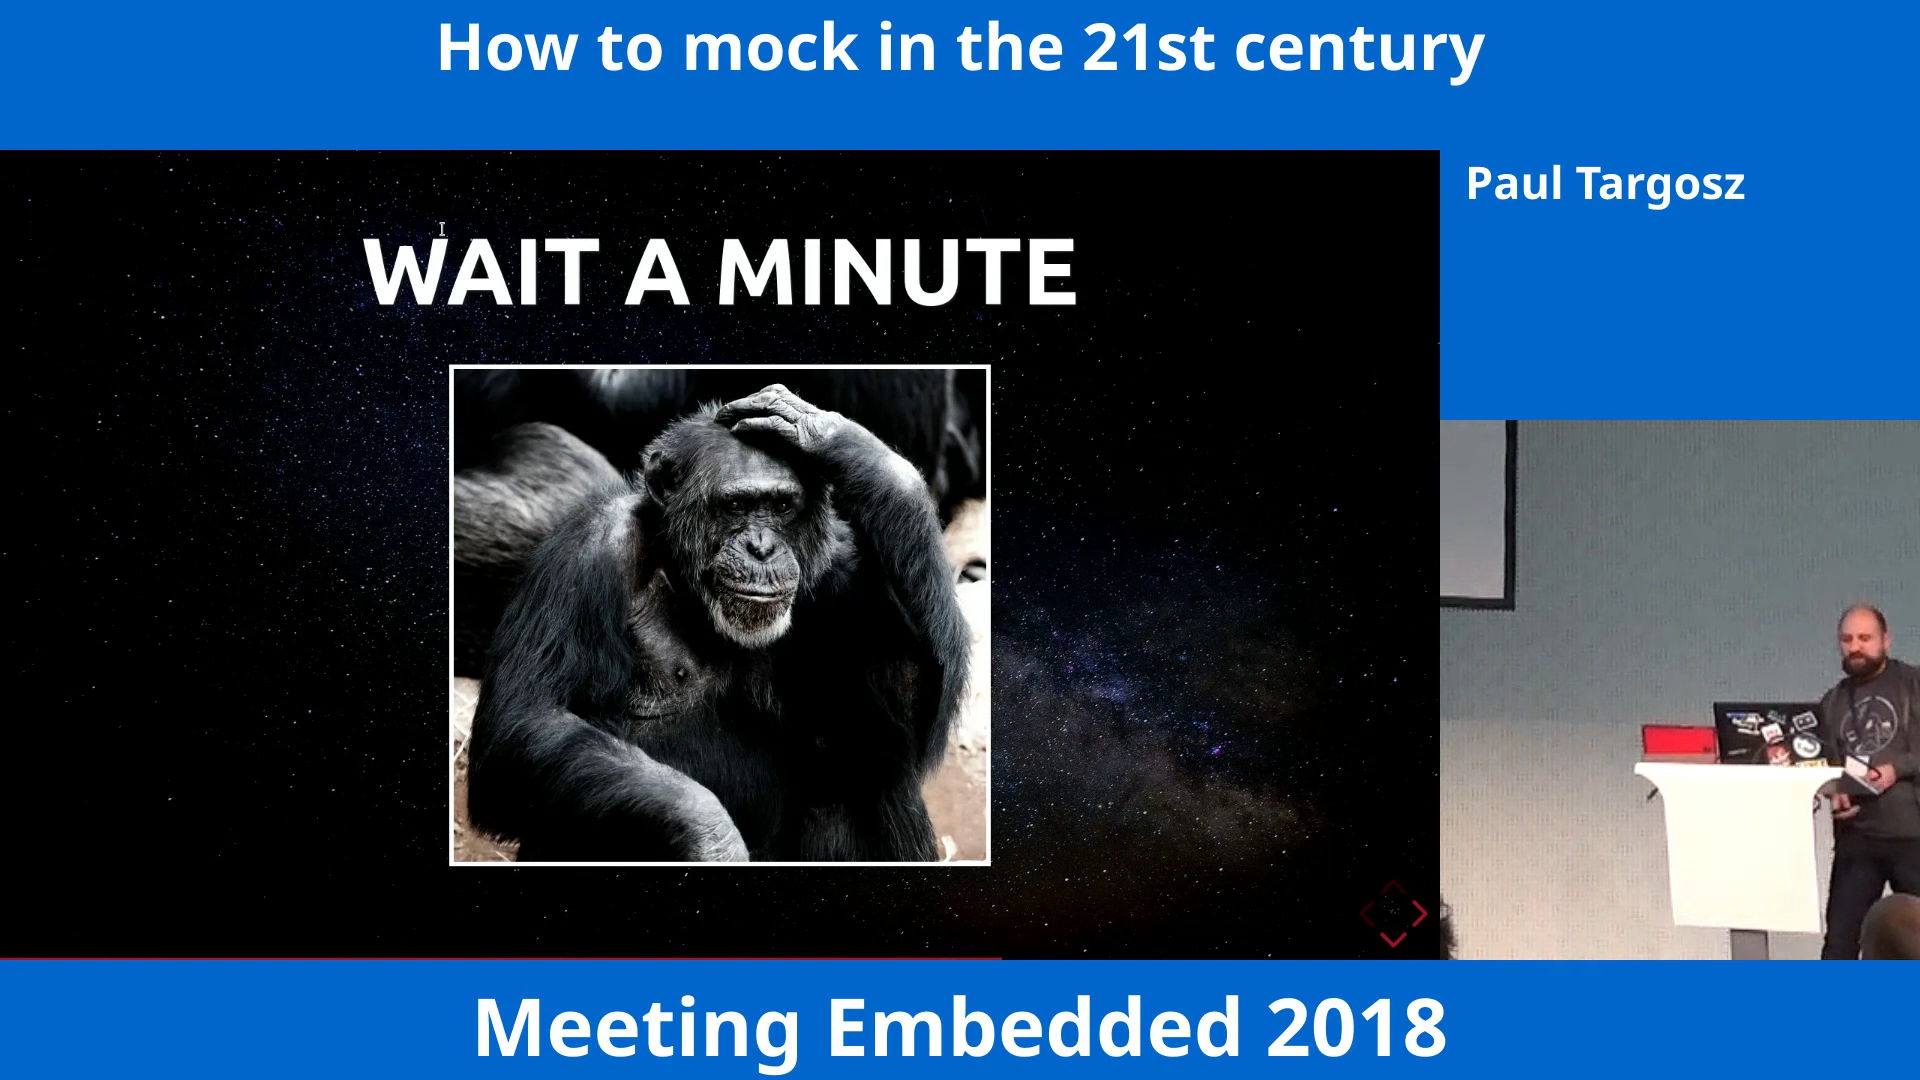 How to mock in the 21st century
Paul Targosz
WAIT A MINUTE
Meeting Embedded 2018